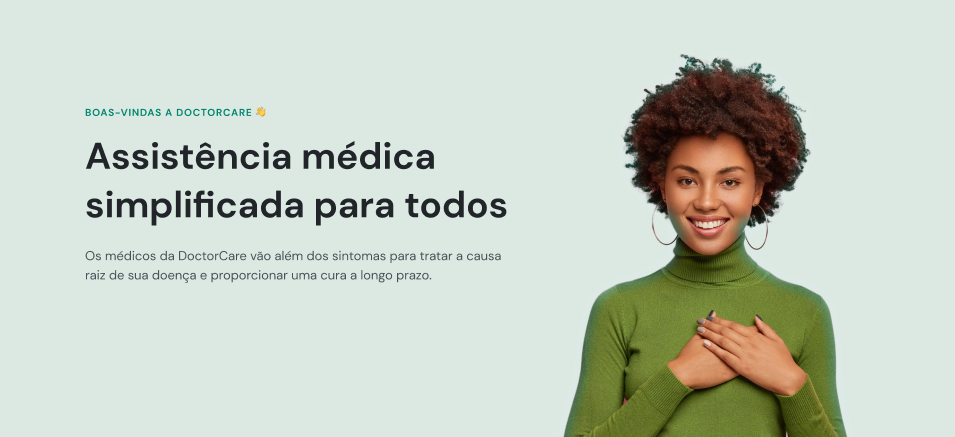 BOAS-VINDAS A DOCTORCARE 👋
Assistência médica
simplificada para todos
Os médicos da DoctorCare vão além dos sintomas para tratar a causa
raiz de sua doença e proporcionar uma cura a longo prazo.